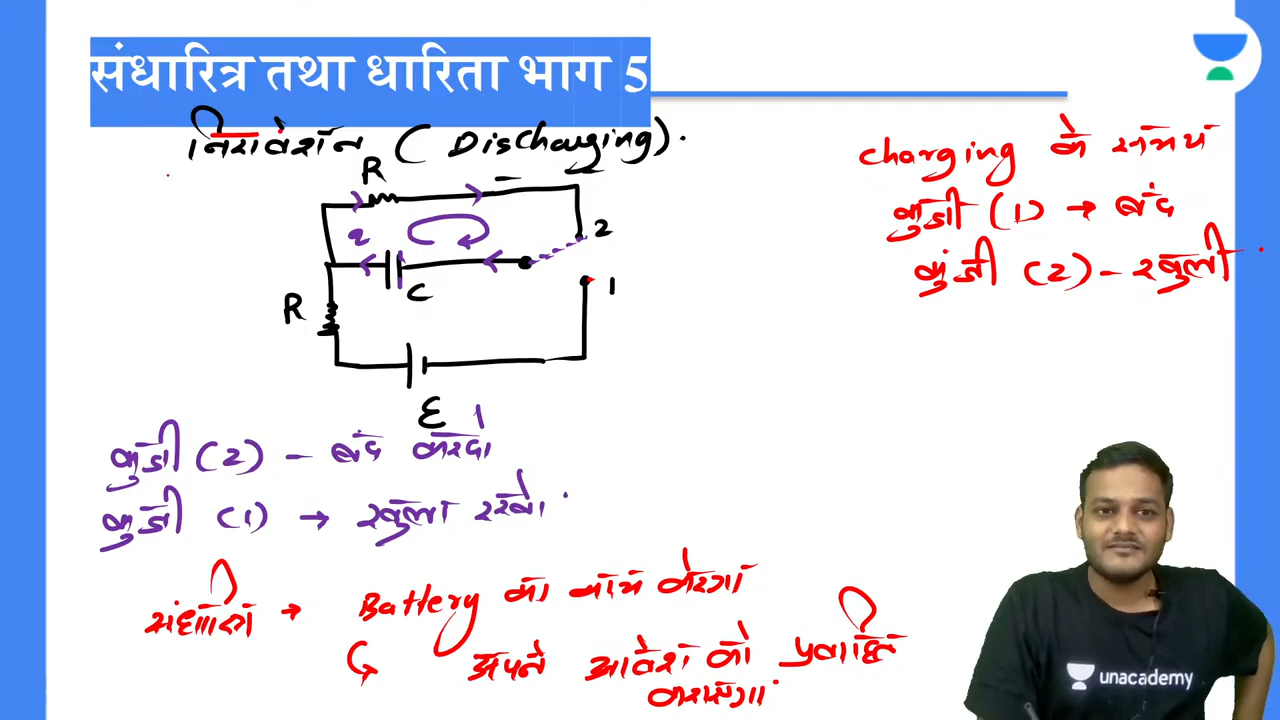 संधारित्र तथा धारिता भाग 5
निरावेशन ( Discharging).
R
2
2
C
1
R
ε
charging के समय
कुंजी (1) → बंद
कुंजी (2) - खुली
कुंजी (2) - बंद करदो
कुंजी (1) → खुला रखो।
संधारित्र → Battery का काम करेगा
↳ अपने आवेश को प्रवाहित
करायेगा।
unacademy